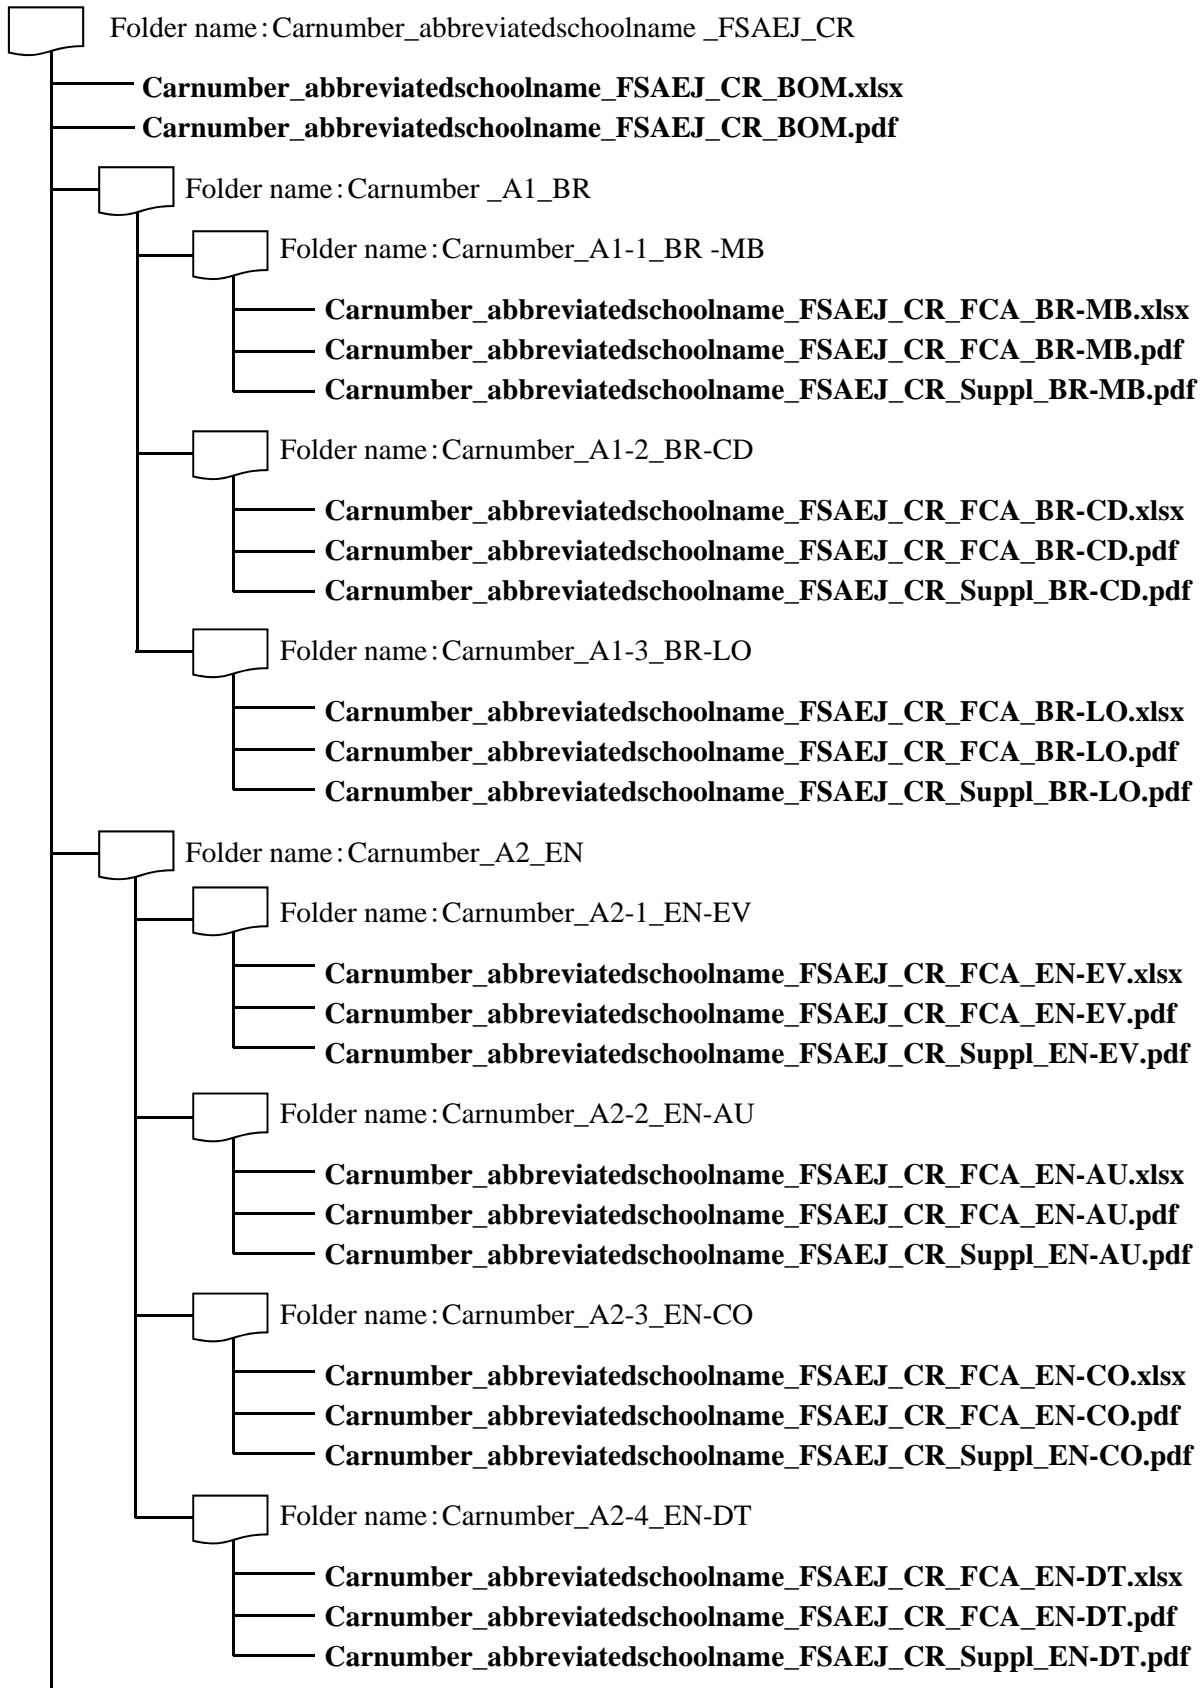 Folder name：Carnumber_abbreviatedschoolname _FSAEJ_CR
Carnumber_abbreviatedschoolname_FSAEJ_CR_BOM.xlsx
Carnumber_abbreviatedschoolname_FSAEJ_CR_BOM.pdf
Folder name：Carnumber _A1_BR
Folder name：Carnumber_A1-1_BR -MB
Carnumber_abbreviatedschoolname_FSAEJ_CR_FCA_BR-MB.xlsx
Carnumber_abbreviatedschoolname_FSAEJ_CR_FCA_BR-MB.pdf
Carnumber_abbreviatedschoolname_FSAEJ_CR_Suppl_BR-MB.pdf
Folder name：Carnumber_A1-2_BR-CD
Carnumber_abbreviatedschoolname_FSAEJ_CR_FCA_BR-CD.xlsx
Carnumber_abbreviatedschoolname_FSAEJ_CR_FCA_BR-CD.pdf
Carnumber_abbreviatedschoolname_FSAEJ_CR_Suppl_BR-CD.pdf
Folder name：Carnumber_A1-3_BR-LO
Carnumber_abbreviatedschoolname_FSAEJ_CR_FCA_BR-LO.xlsx
Carnumber_abbreviatedschoolname_FSAEJ_CR_FCA_BR-LO.pdf
Carnumber_abbreviatedschoolname_FSAEJ_CR_Suppl_BR-LO.pdf
Folder name：Carnumber_A2_EN
Folder name：Carnumber_A2-1_EN-EV
Carnumber_abbreviatedschoolname_FSAEJ_CR_FCA_EN-EV.xlsx
Carnumber_abbreviatedschoolname_FSAEJ_CR_FCA_EN-EV.pdf
Carnumber_abbreviatedschoolname_FSAEJ_CR_Suppl_EN-EV.pdf
Folder name：Carnumber_A2-2_EN-AU
Carnumber_abbreviatedschoolname_FSAEJ_CR_FCA_EN-AU.xlsx
Carnumber_abbreviatedschoolname_FSAEJ_CR_FCA_EN-AU.pdf
Carnumber_abbreviatedschoolname_FSAEJ_CR_Suppl_EN-AU.pdf
Folder name：Carnumber_A2-3_EN-CO
Carnumber_abbreviatedschoolname_FSAEJ_CR_FCA_EN-CO.xlsx
Carnumber_abbreviatedschoolname_FSAEJ_CR_FCA_EN-CO.pdf
Carnumber_abbreviatedschoolname_FSAEJ_CR_Suppl_EN-CO.pdf
Folder name：Carnumber_A2-4_EN-DT
Carnumber_abbreviatedschoolname_FSAEJ_CR_FCA_EN-DT.xlsx
Carnumber_abbreviatedschoolname_FSAEJ_CR_FCA_EN-DT.pdf
Carnumber_abbreviatedschoolname_FSAEJ_CR_Suppl_EN-DT.pdf